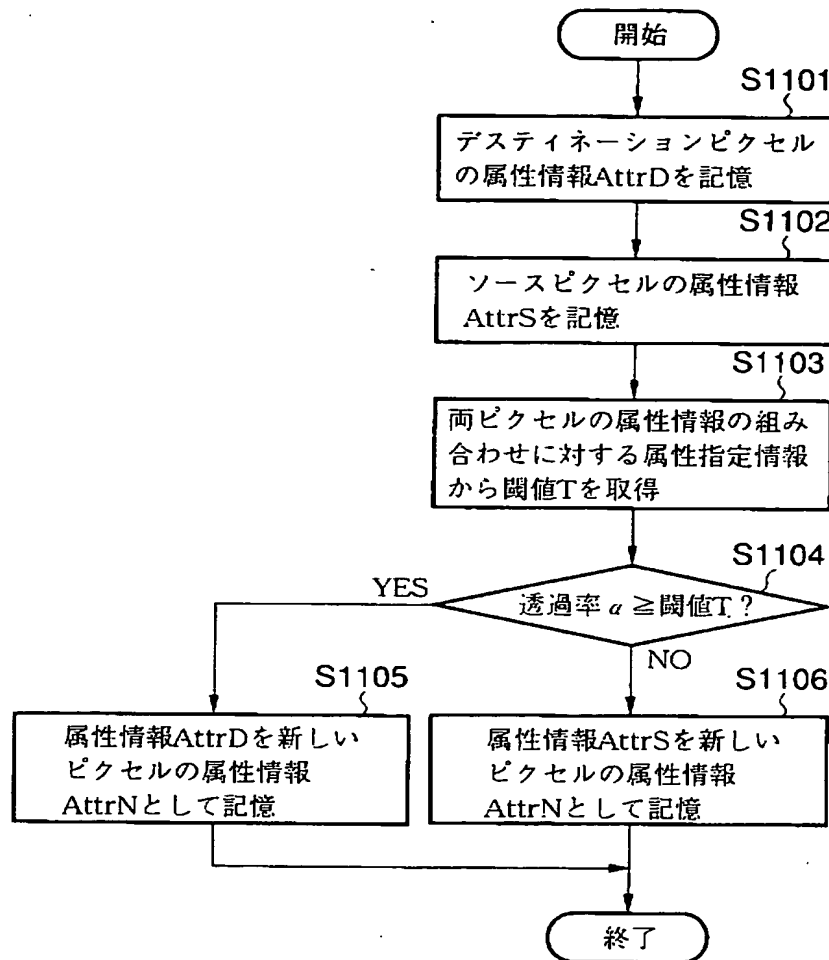 開始
S1101
デスティネーションピクセル
の属性情報AttrDを記憶
S1102
ソースピクセルの属性情報
AttrSを記憶
S1103
両ピクセルの属性情報の組み
合わせに対する属性指定情報
から閾値Tを取得
S1104
透過率α≧閾値T?
YES
NO
S1105
属性情報AttrDを新しい
ピクセルの属性情報
AttrNとして記憶
S1106
属性情報AttrSを新しい
ピクセルの属性情報
AttrNとして記憶
終了